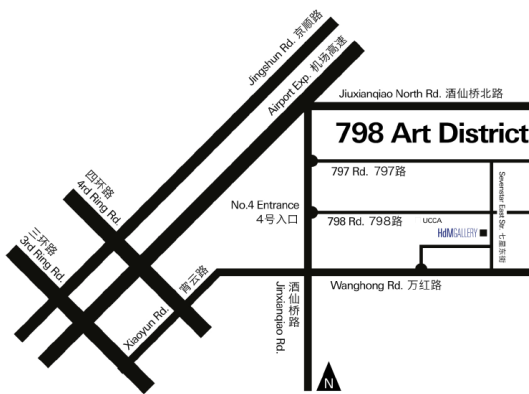 Jingshun Rd. 京顺路
Airport Exp. 机场高速
Jiuxianqiao North Rd. 酒仙桥北路
798 Art District
797 Rd. 797路
四环路
4rd Ring Rd.
Sevenstar East Str. 七星东街
No.4 Entrance
4号入口
798 Rd. 798路
UCCA
HdMGALLERY
三环路
3rd Ring Rd.
霄云路
Xiaoyun Rd.
酒仙桥路
Jinxianqiao Rd.
Wanghong Rd. 万红路
N